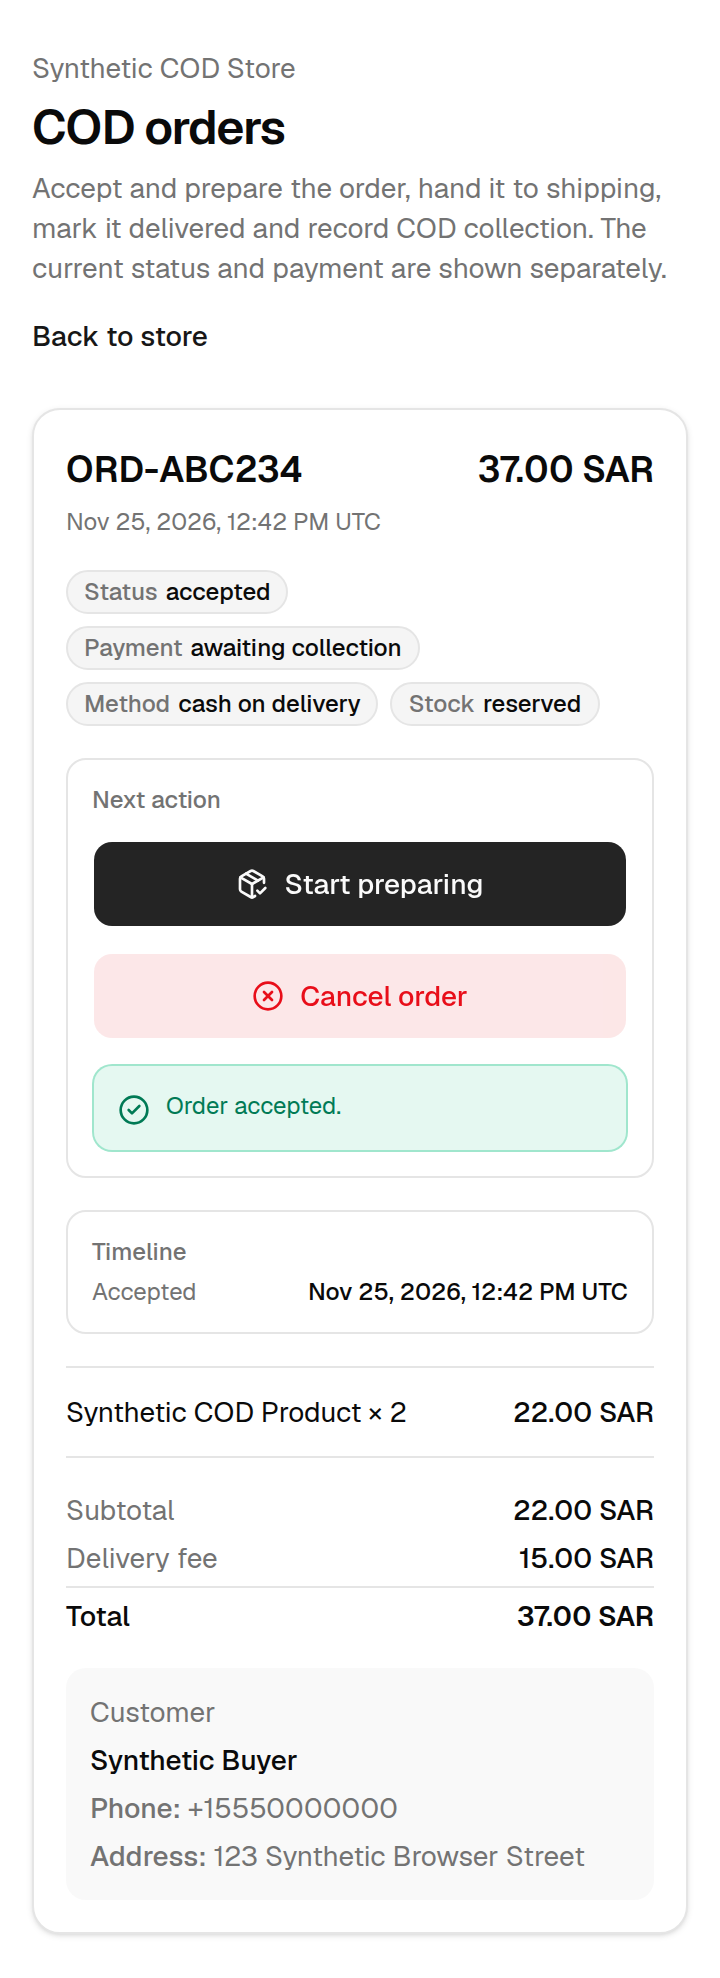 Synthetic COD Store
COD orders
Accept and prepare the order, hand it to shipping,
mark it delivered and record COD collection. The
current status and payment are shown separately.
Back to store
ORD-ABC234 37.00 SAR
Nov 25, 2026, 12:42 PM UTC
Status accepted
Payment awaiting collection
Method cash on delivery Stock reserved
Next action
Start preparing
Cancel order
Order accepted.
Timeline
Accepted Nov 25, 2026, 12:42 PM UTC
Synthetic COD Product × 2 22.00 SAR
Subtotal 22.00 SAR
Delivery fee 15.00 SAR
Total 37.00 SAR
Customer
Synthetic Buyer
Phone: +15550000000
Address: 123 Synthetic Browser Street